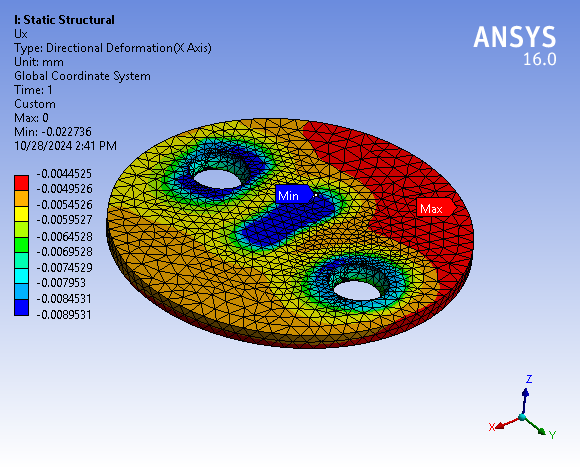 I: Static Structural
Ux
Type: Directional Deformation(X Axis)
Unit: mm
Global Coordinate System
Time: 1
Custom
Max: 0
Min: -0.022736
10/28/2024 2:41 PM
ANSYS
16.0
-0.0044525
-0.0049526
-0.0054526
-0.0059527
-0.0064528
-0.0069528
-0.0074529
-0.007953
-0.0084531
-0.0089531
Min
Max
Z
X
Y